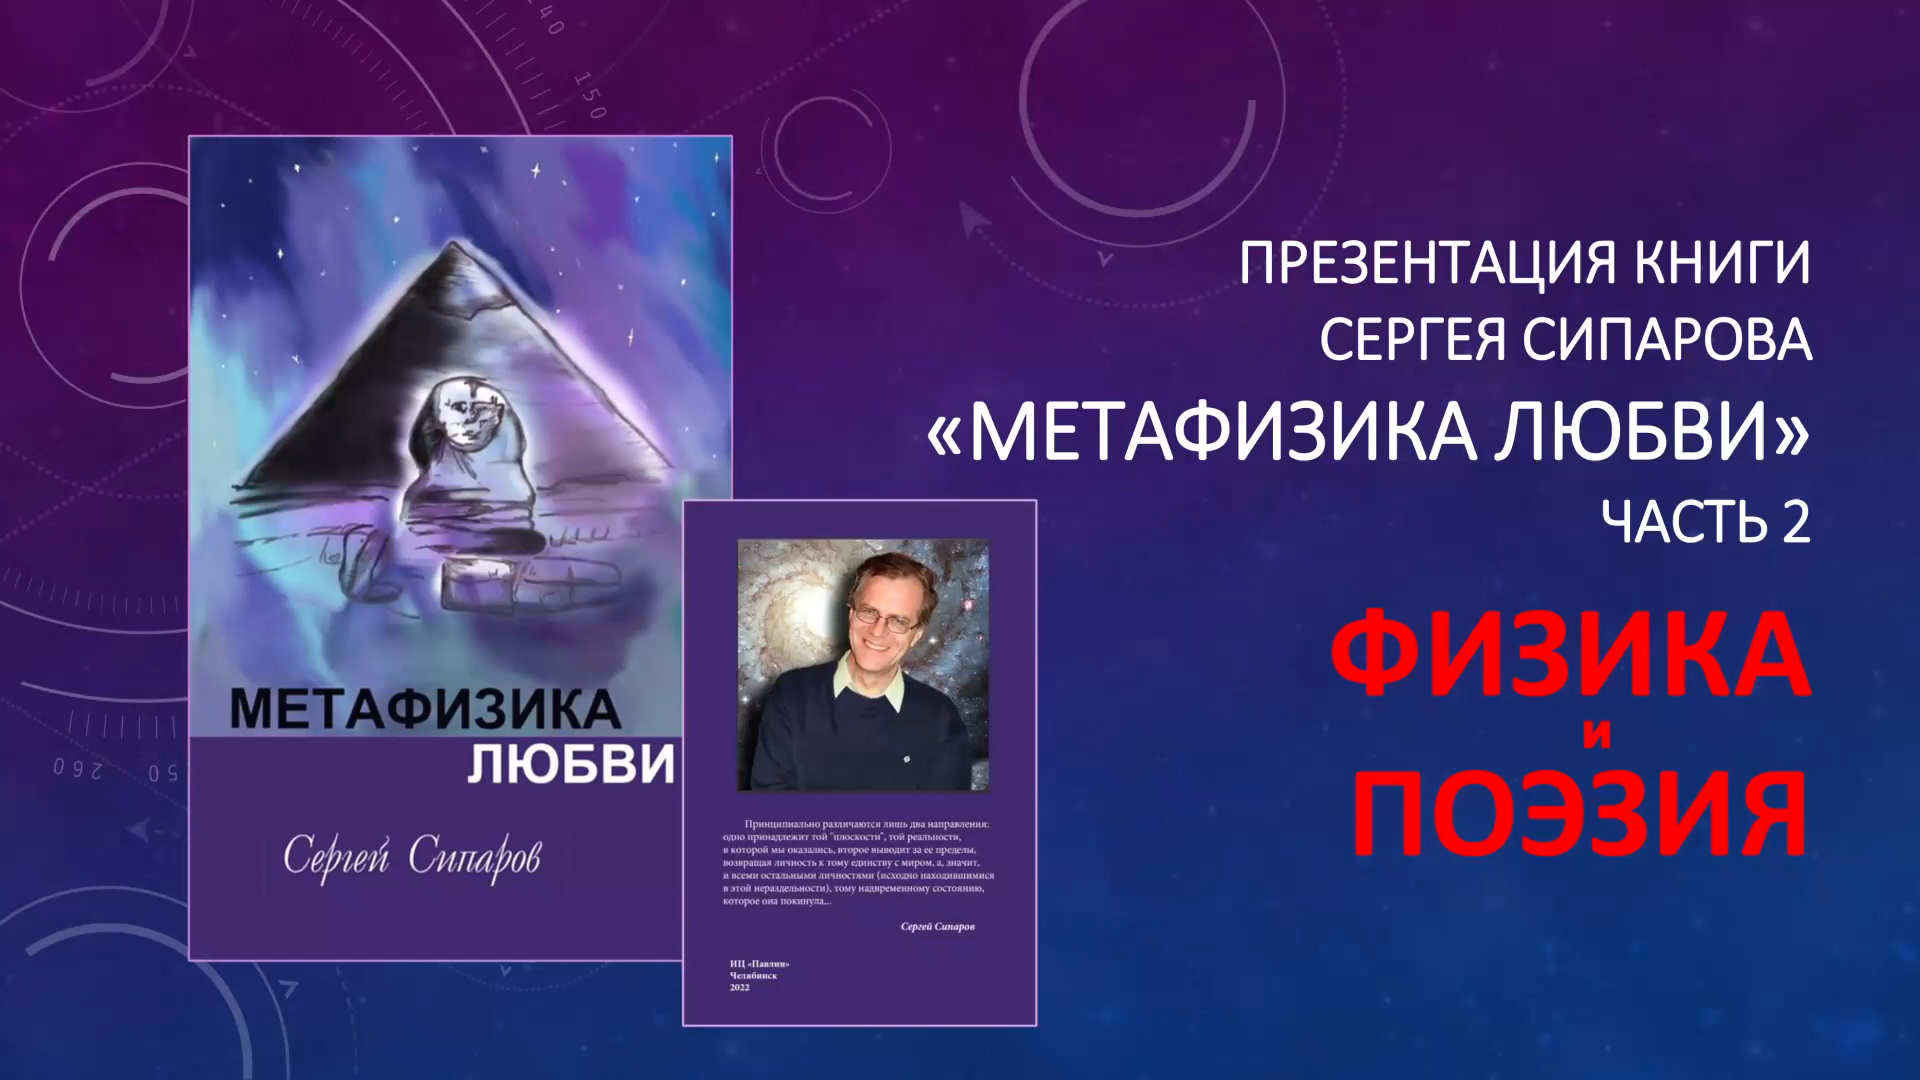 МЕТАФИЗИКА
ЛЮБВИ
Сергей Сипаров
Принципиально различаются лишь два направления:
одно принадлежит той "плоскости", той реальности,
в которой мы оказались, второе выводит за ее пределы,
возвращая личность к тому единству с миром, а, значит,
и всеми остальными личностями (исходно находившимися
в этой нераздельности), тому надвременному состоянию,
которое она покинула...
Сергей Сипаров
ИЦ «Павлин»
Челябинск
2022
ПРЕЗЕНТАЦИЯ КНИГИ
СЕРГЕЯ СИПАРОВА
«МЕТАФИЗИКА ЛЮБВИ»
ЧАСТЬ 2
ФИЗИКА
и
ПОЭЗИЯ
140
150
260